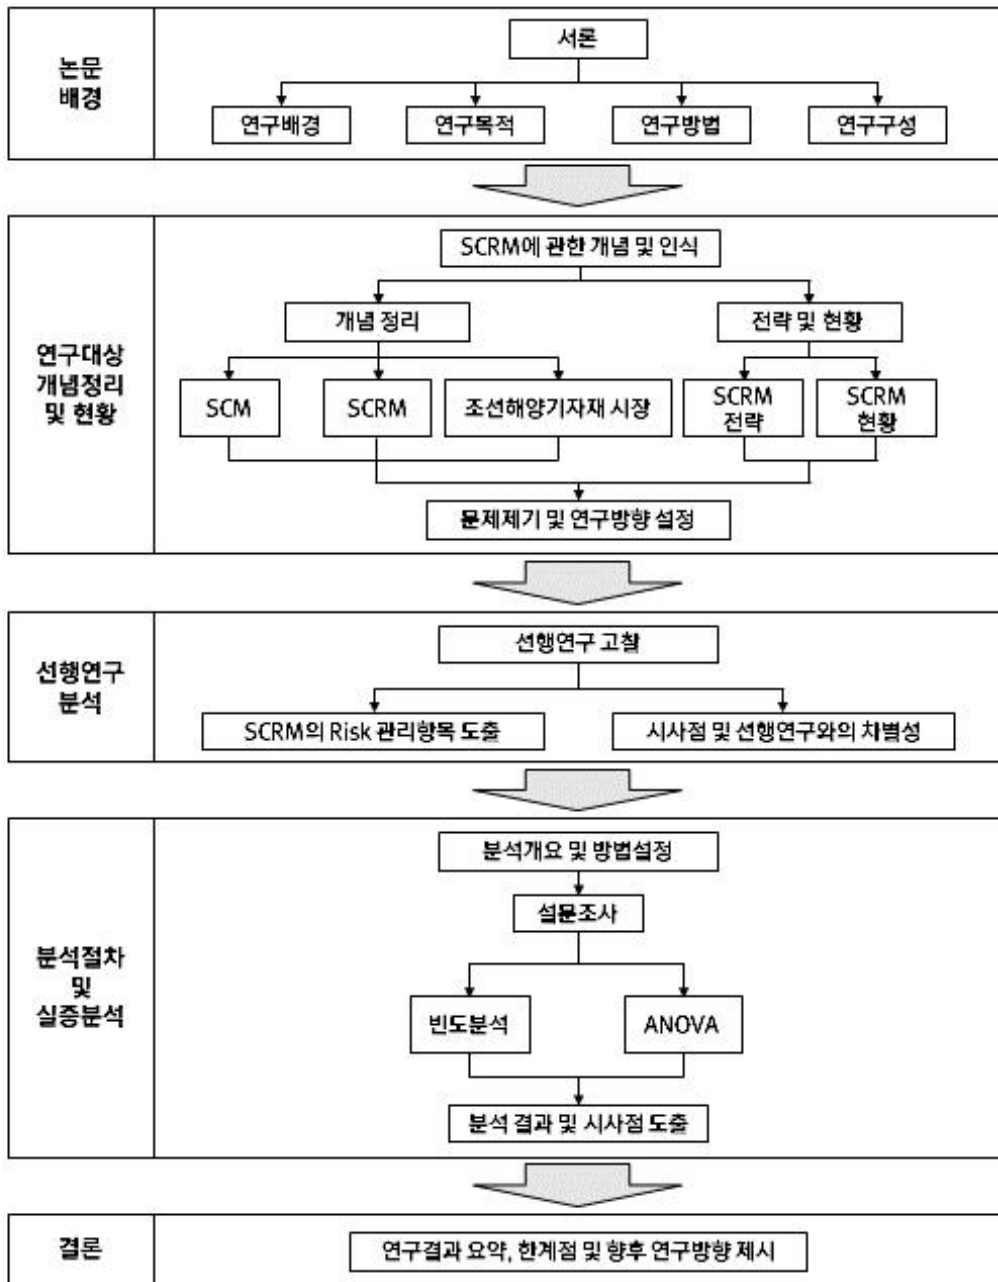 논문
배경
서론
연구배경
연구목적
연구방법
연구구성
연구대상
개념정리
및 현황
SCRM에 관한 개념 및 인식
개념 정리
전략 및 현황
SCM
SCRM
조선해양기자재 시장
SCRM
전략
SCRM
현황
문제제기 및 연구방향 설정
선행연구
분석
선행연구 고찰
SCRM의 Risk 관리항목 도출
시사점 및 선행연구와의 차별성
분석절차
및
실증분석
분석개요 및 방법설정
설문조사
빈도분석
ANOVA
분석 결과 및 시사점 도출
결론
연구결과 요약, 한계점 및 향후 연구방향 제시